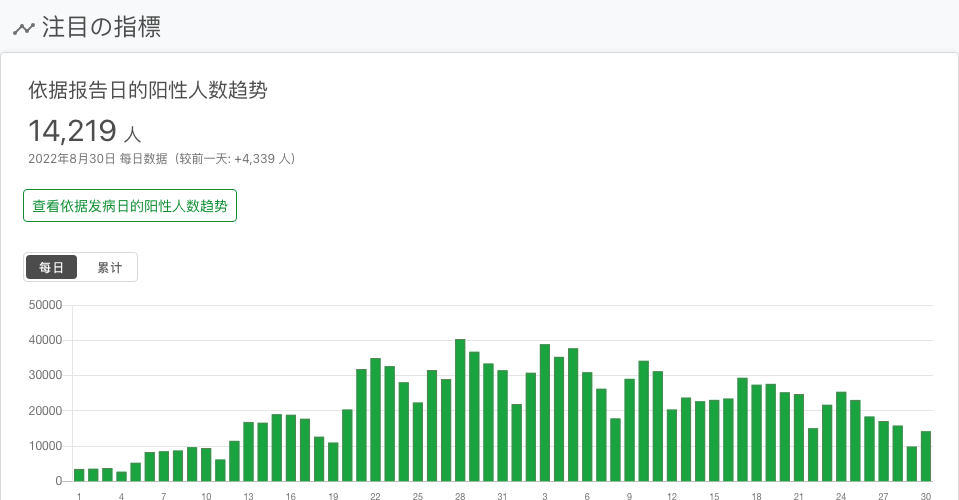 注目の指標
依据报告日的阳性人数趋势
14,219 人
2022年8月30日 每日数据（较前一天: +4,339 人）
查看依据发病日的阳性人数趋势
每日 累计
50000
40000
30000
20000
10000
0
1 4 7 10 13 16 19 22 25 28 31 3 6 9 12 15 18 21 24 27 30